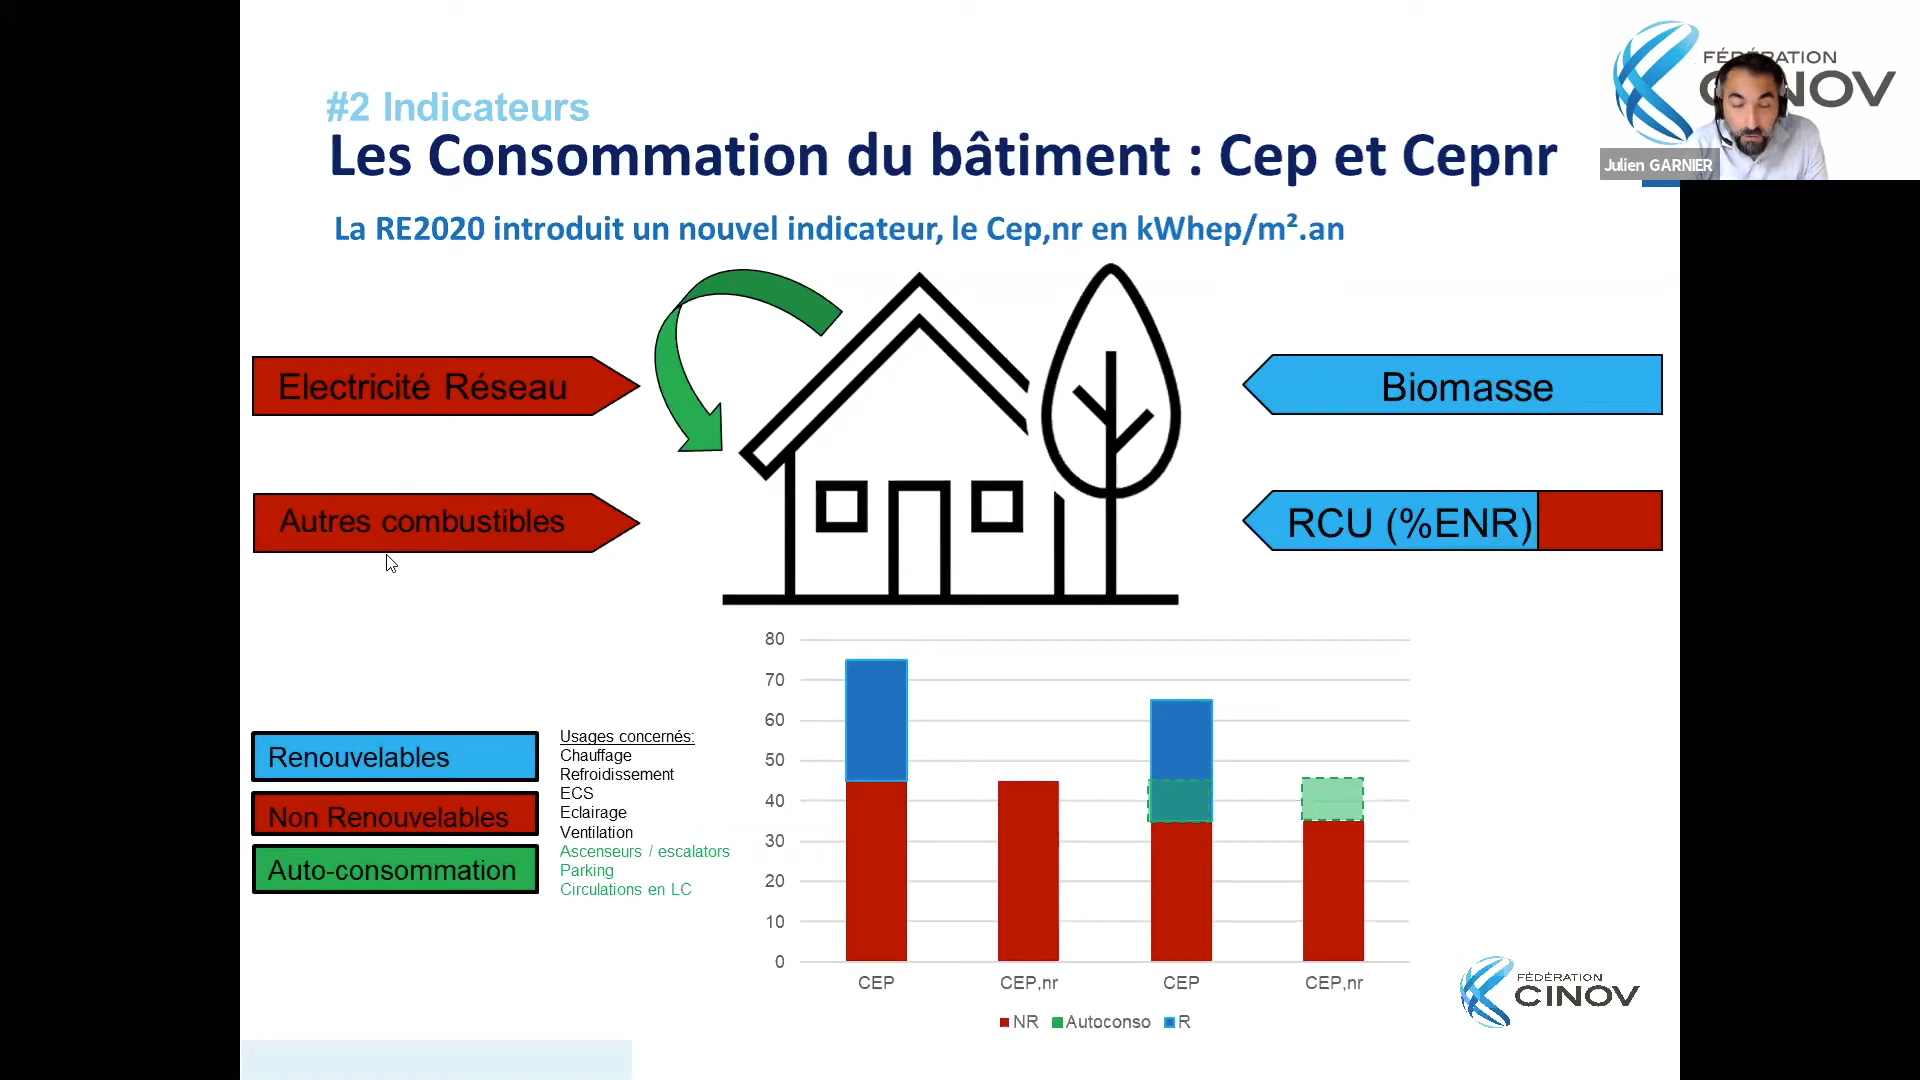 #2 Indicateurs
Les Consommation du bâtiment : Cep et Cepnr
La RE2020 introduit un nouvel indicateur, le Cep,nr en kWhep/m².an
FÉDÉRATION
CINOV
Julien GARNIER
Electricité Réseau
Autres combustibles
Biomasse
RCU (%ENR)
Renouvelables
Non Renouvelables
Auto-consommation
Usages concernés:
Chauffage
Refroidissement
ECS
Eclairage
Ventilation
Ascenseurs / escalators
Parking
Circulations en LC
80
70
60
50
40
30
20
10
0
CEP
CEP,nr
CEP
CEP,nr
NR Autoconso R
FÉDÉRATION
CINOV